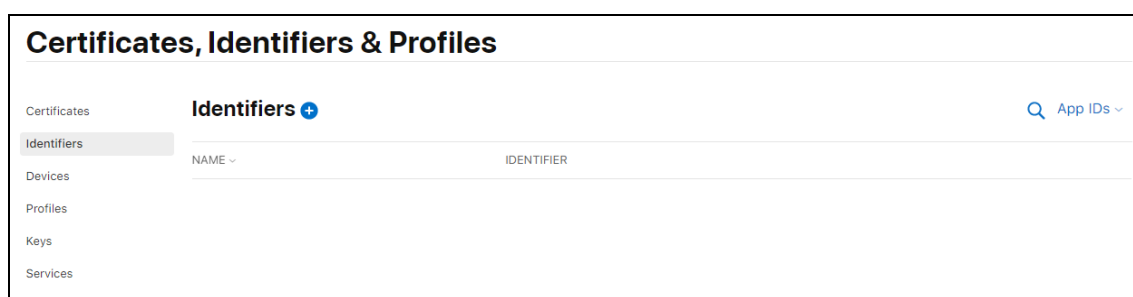 Certificates, Identifiers & Profiles
Certificates
Identifiers
Devices
Profiles
Keys
Services
Identifiers
App IDs
NAME
IDENTIFIER